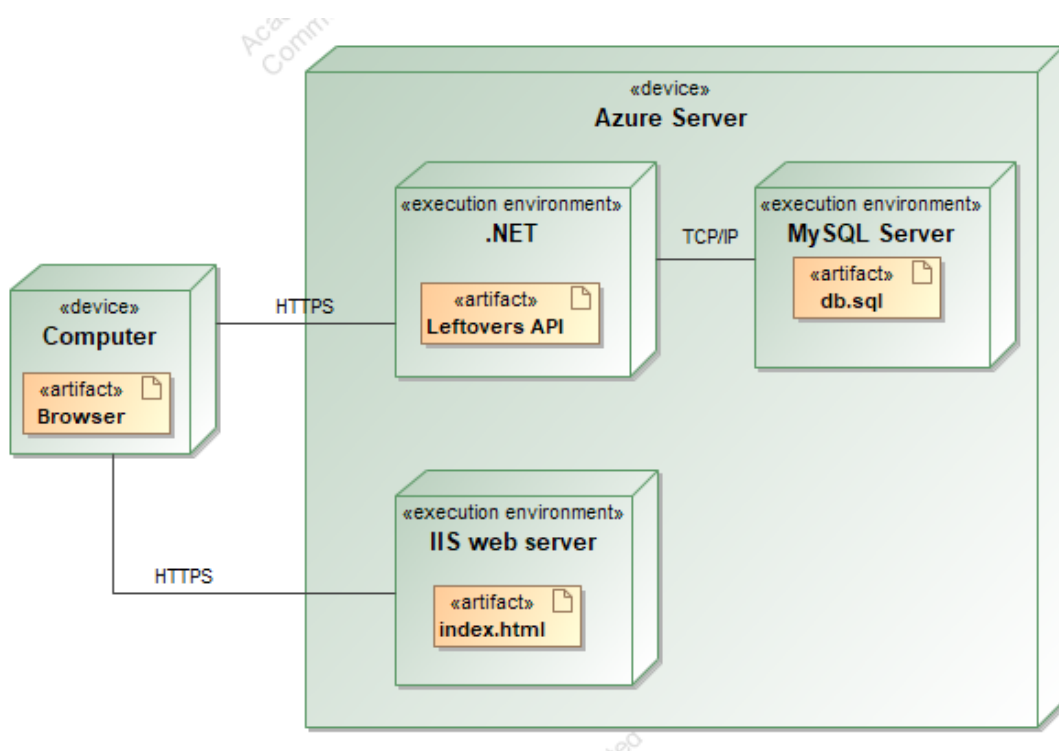 «device»
Azure Server
«execution environment»
.NET
«artifact»
Leftovers API
TCP/IP
«execution environment»
MySQL Server
«artifact»
db.sql
«device»
Computer
«artifact»
Browser
HTTPS
HTTPS
«execution environment»
IIS web server
«artifact»
index.html